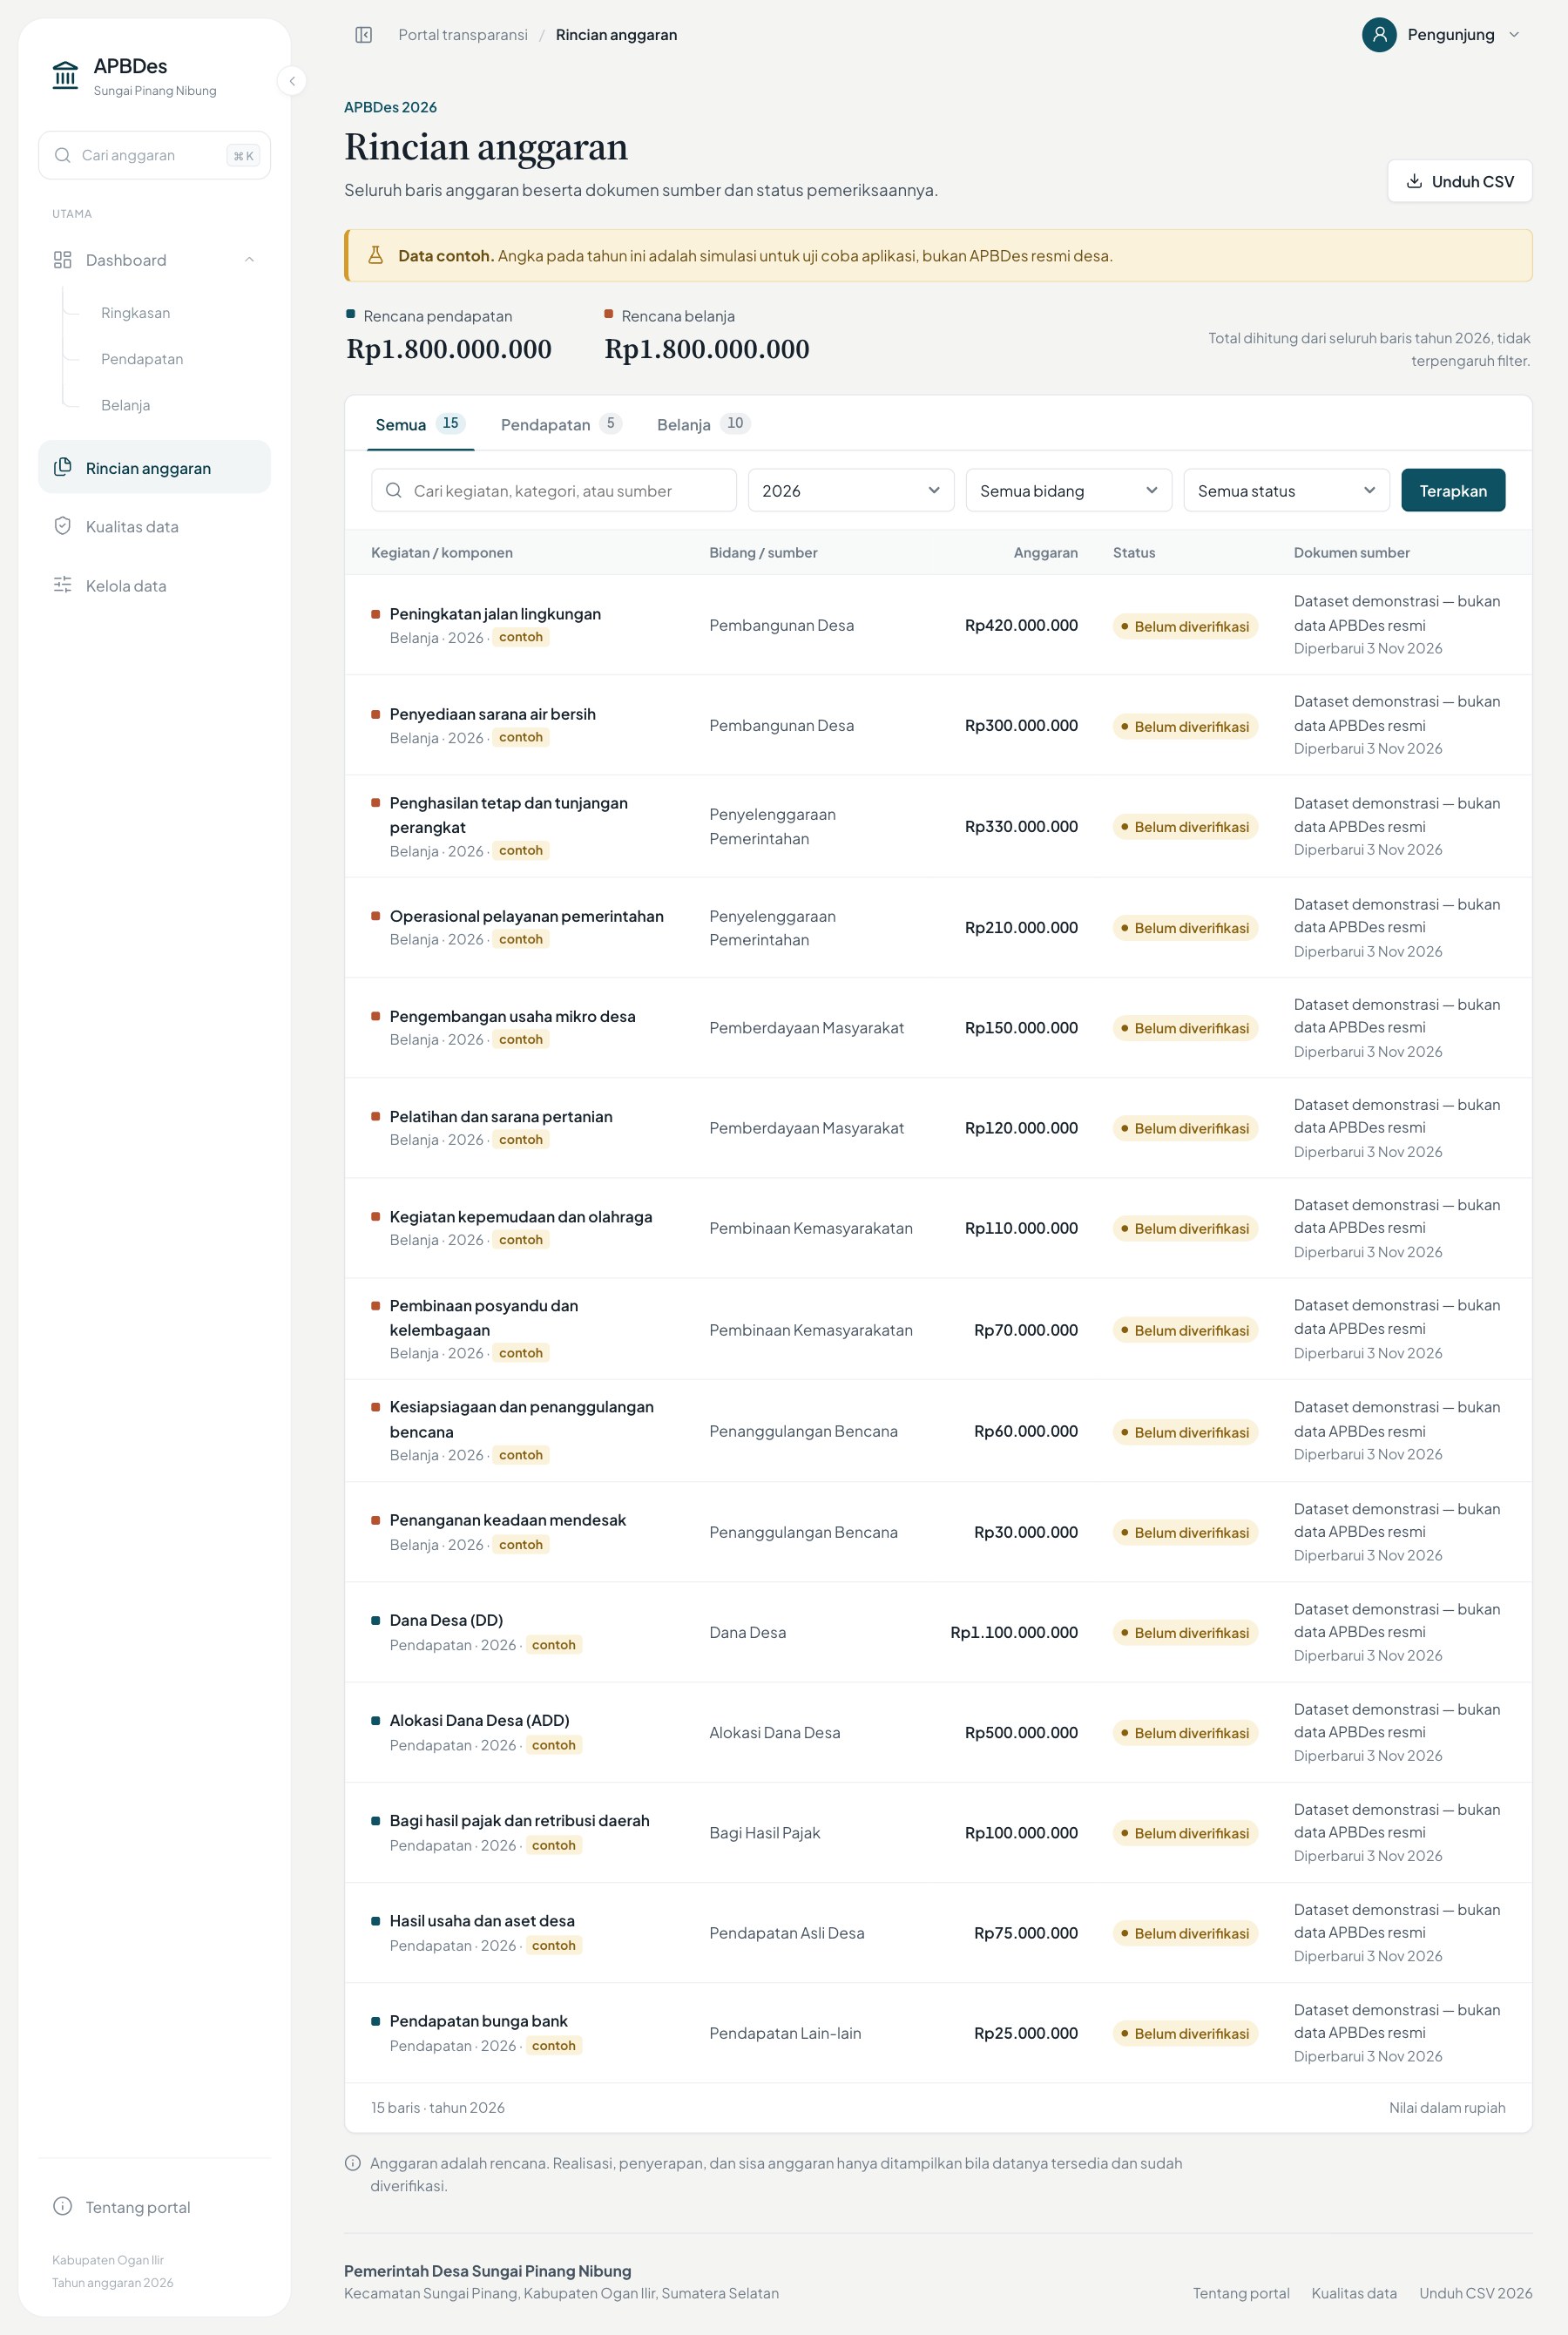 APBDes
Sungai Pinang Nibung
Cari anggaran
⌘ K
UTAMA
Dashboard
Ringkasan
Pendapatan
Belanja
Rincian anggaran
Kualitas data
Kelola data
Tentang portal
Kabupaten Ogan Ilir
Tahun anggaran 2026
Portal transparansi / Rincian anggaran
Pengunjung
APBDes 2026
Rincian anggaran
Seluruh baris anggaran beserta dokumen sumber dan status pemeriksaannya.
Unduh CSV
Data contoh. Angka pada tahun ini adalah simulasi untuk uji coba aplikasi, bukan APBDes resmi desa.
Rencana pendapatan
Rp1.800.000.000
Rencana belanja
Rp1.800.000.000
Total dihitung dari seluruh baris tahun 2026, tidak
terpengaruh filter.
Semua 15 Pendapatan 5 Belanja 10
Cari kegiatan, kategori, atau sumber 2026 Semua bidang Semua status Terapkan
Kegiatan / komponen Bidang / sumber Anggaran Status Dokumen sumber
Peningkatan jalan lingkungan
Belanja · 2026 · contoh
Pembangunan Desa
Rp420.000.000
Belum diverifikasi
Dataset demonstrasi — bukan
data APBDes resmi
Diperbarui 3 Nov 2026
Penyediaan sarana air bersih
Belanja · 2026 · contoh
Pembangunan Desa
Rp300.000.000
Belum diverifikasi
Dataset demonstrasi — bukan
data APBDes resmi
Diperbarui 3 Nov 2026
Penghasilan tetap dan tunjangan
perangkat
Belanja · 2026 · contoh
Penyelenggaraan
Pemerintahan
Rp330.000.000
Belum diverifikasi
Dataset demonstrasi — bukan
data APBDes resmi
Diperbarui 3 Nov 2026
Operasional pelayanan pemerintahan
Belanja · 2026 · contoh
Penyelenggaraan
Pemerintahan
Rp210.000.000
Belum diverifikasi
Dataset demonstrasi — bukan
data APBDes resmi
Diperbarui 3 Nov 2026
Pengembangan usaha mikro desa
Belanja · 2026 · contoh
Pemberdayaan Masyarakat
Rp150.000.000
Belum diverifikasi
Dataset demonstrasi — bukan
data APBDes resmi
Diperbarui 3 Nov 2026
Pelatihan dan sarana pertanian
Belanja · 2026 · contoh
Pemberdayaan Masyarakat
Rp120.000.000
Belum diverifikasi
Dataset demonstrasi — bukan
data APBDes resmi
Diperbarui 3 Nov 2026
Kegiatan kepemudaan dan olahraga
Belanja · 2026 · contoh
Pembinaan Kemasyarakatan
Rp110.000.000
Belum diverifikasi
Dataset demonstrasi — bukan
data APBDes resmi
Diperbarui 3 Nov 2026
Pembinaan posyandu dan
kelembagaan
Belanja · 2026 · contoh
Pembinaan Kemasyarakatan
Rp70.000.000
Belum diverifikasi
Dataset demonstrasi — bukan
data APBDes resmi
Diperbarui 3 Nov 2026
Kesiapsiagaan dan penanggulangan
bencana
Belanja · 2026 · contoh
Penanggulangan Bencana
Rp60.000.000
Belum diverifikasi
Dataset demonstrasi — bukan
data APBDes resmi
Diperbarui 3 Nov 2026
Penanganan keadaan mendesak
Belanja · 2026 · contoh
Penanggulangan Bencana
Rp30.000.000
Belum diverifikasi
Dataset demonstrasi — bukan
data APBDes resmi
Diperbarui 3 Nov 2026
Dana Desa (DD)
Pendapatan · 2026 · contoh
Dana Desa
Rp1.100.000.000
Belum diverifikasi
Dataset demonstrasi — bukan
data APBDes resmi
Diperbarui 3 Nov 2026
Alokasi Dana Desa (ADD)
Pendapatan · 2026 · contoh
Alokasi Dana Desa
Rp500.000.000
Belum diverifikasi
Dataset demonstrasi — bukan
data APBDes resmi
Diperbarui 3 Nov 2026
Bagi hasil pajak dan retribusi daerah
Pendapatan · 2026 · contoh
Bagi Hasil Pajak
Rp100.000.000
Belum diverifikasi
Dataset demonstrasi — bukan
data APBDes resmi
Diperbarui 3 Nov 2026
Hasil usaha dan aset desa
Pendapatan · 2026 · contoh
Pendapatan Asli Desa
Rp75.000.000
Belum diverifikasi
Dataset demonstrasi — bukan
data APBDes resmi
Diperbarui 3 Nov 2026
Pendapatan bunga bank
Pendapatan · 2026 · contoh
Pendapatan Lain-lain
Rp25.000.000
Belum diverifikasi
Dataset demonstrasi — bukan
data APBDes resmi
Diperbarui 3 Nov 2026
15 baris · tahun 2026
Nilai dalam rupiah
Anggaran adalah rencana. Realisasi, penyerapan, dan sisa anggaran hanya ditampilkan bila datanya tersedia dan sudah
diverifikasi.
Pemerintah Desa Sungai Pinang Nibung
Kecamatan Sungai Pinang, Kabupaten Ogan Ilir, Sumatera Selatan
Tentang portal Kualitas data Unduh CSV 2026